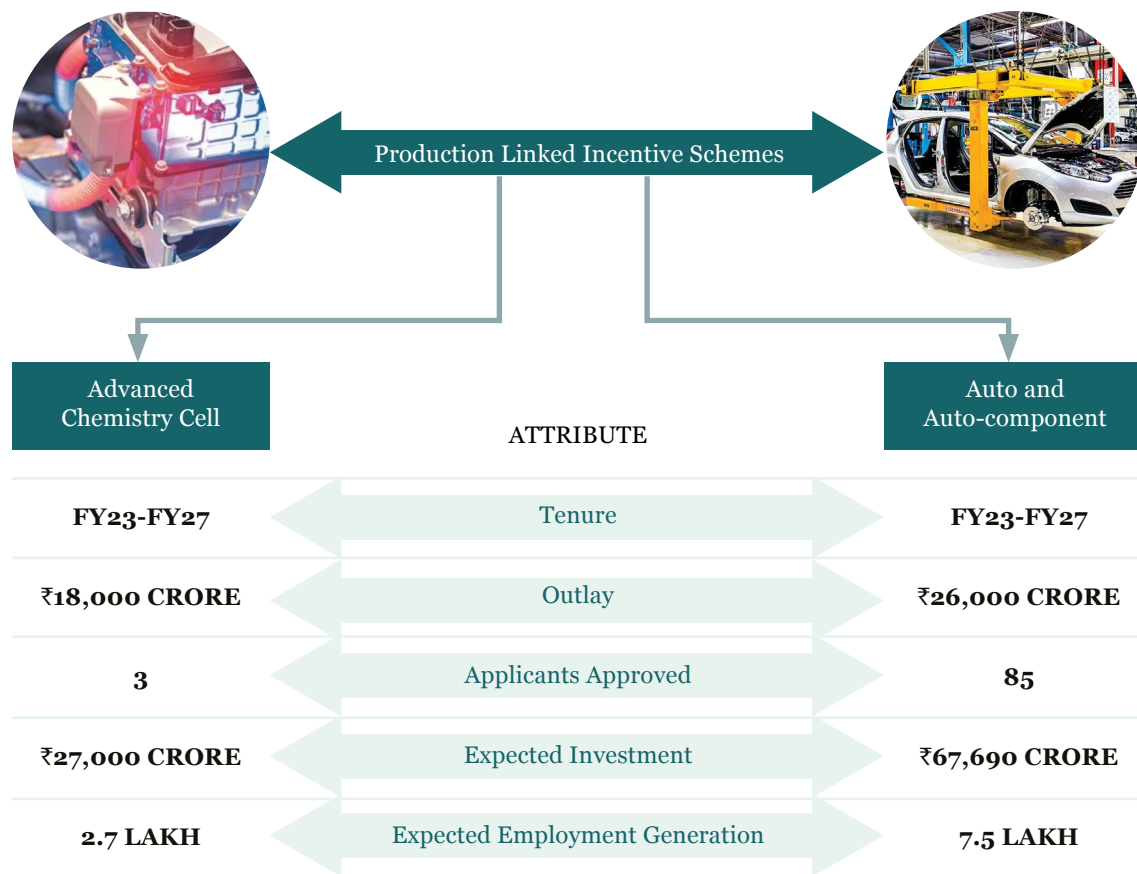 Production Linked Incentive Schemes
Advanced
Chemistry Cell
Auto and
Auto-component
ATTRIBUTE
FY23-FY27
Tenure
FY23-FY27
₹18,000 CRORE
Outlay
₹26,000 CRORE
3
Applicants Approved
85
₹27,000 CRORE
Expected Investment
₹67,690 CRORE
2.7 LAKH
Expected Employment Generation
7.5 LAKH